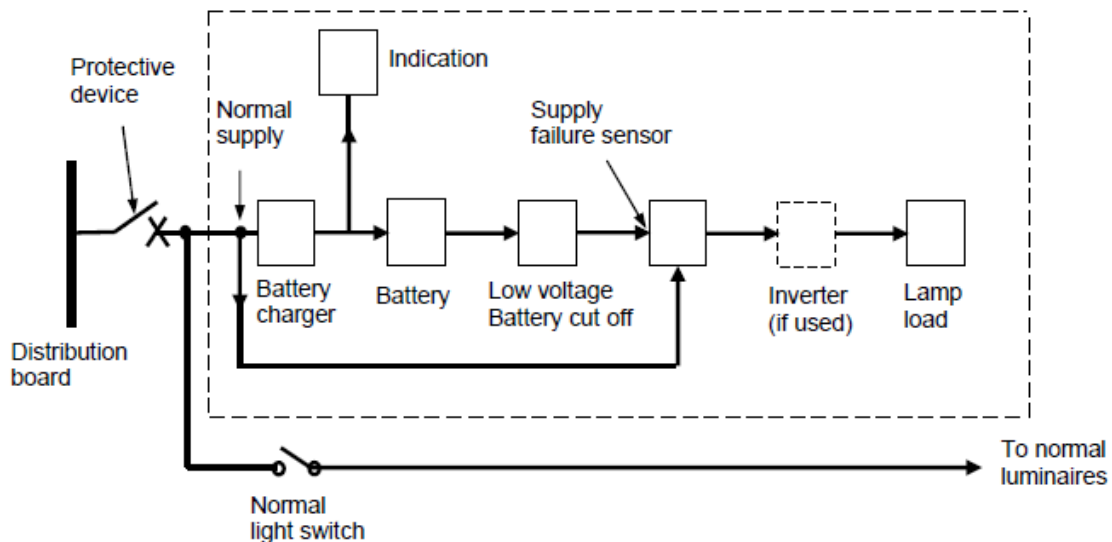 Indication
Protective
device
Normal
supply
Supply
failure sensor
Battery
charger
Battery
Low voltage
Battery cut off
Inverter
(if used)
Lamp
load
Distribution
board
To normal
luminaires
Normal
light switch